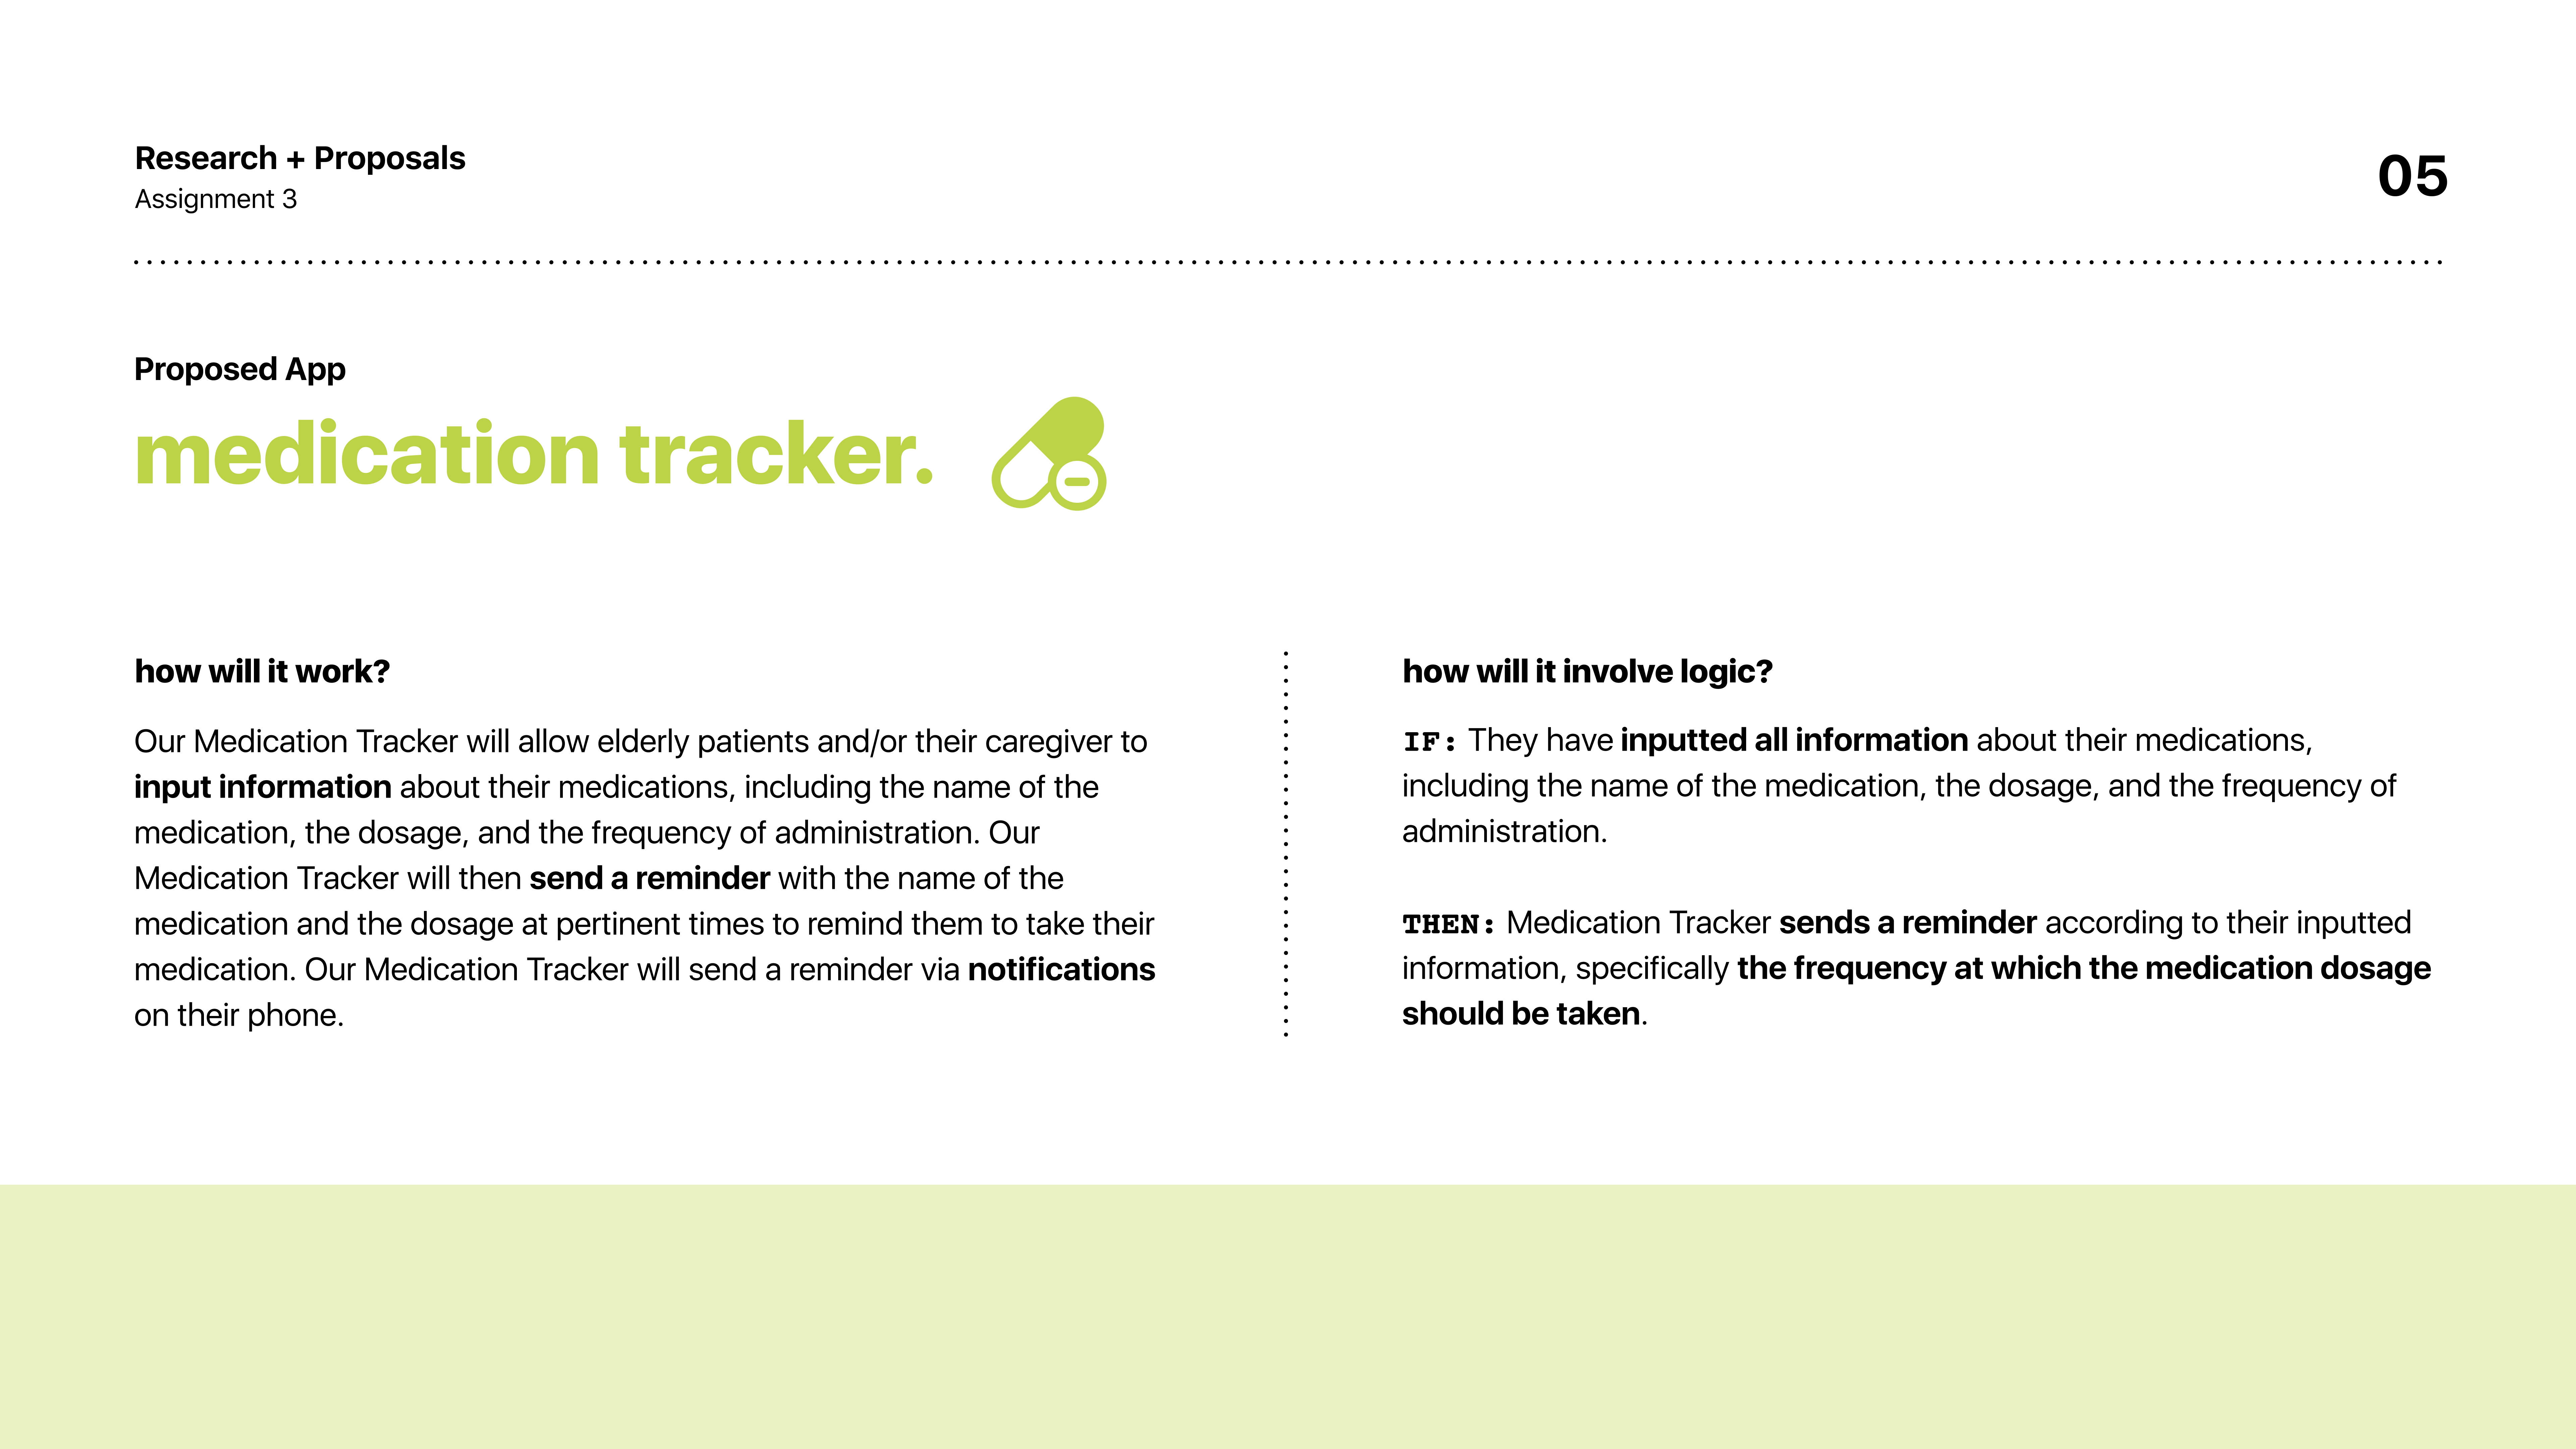 Research + Proposals
Assignment 3
05
Proposed App
medication tracker.
how will it work?
Our Medication Tracker will allow elderly patients and/or their caregiver to
input information about their medications, including the name of the
medication, the dosage, and the frequency of administration. Our
Medication Tracker will then send a reminder with the name of the
medication and the dosage at pertinent times to remind them to take their
medication. Our Medication Tracker will send a reminder via notifications
on their phone.
how will it involve logic?
IF: They have inputted all information about their medications,
including the name of the medication, the dosage, and the frequency of
administration.
THEN: Medication Tracker sends a reminder according to their inputted
information, specifically the frequency at which the medication dosage
should be taken.